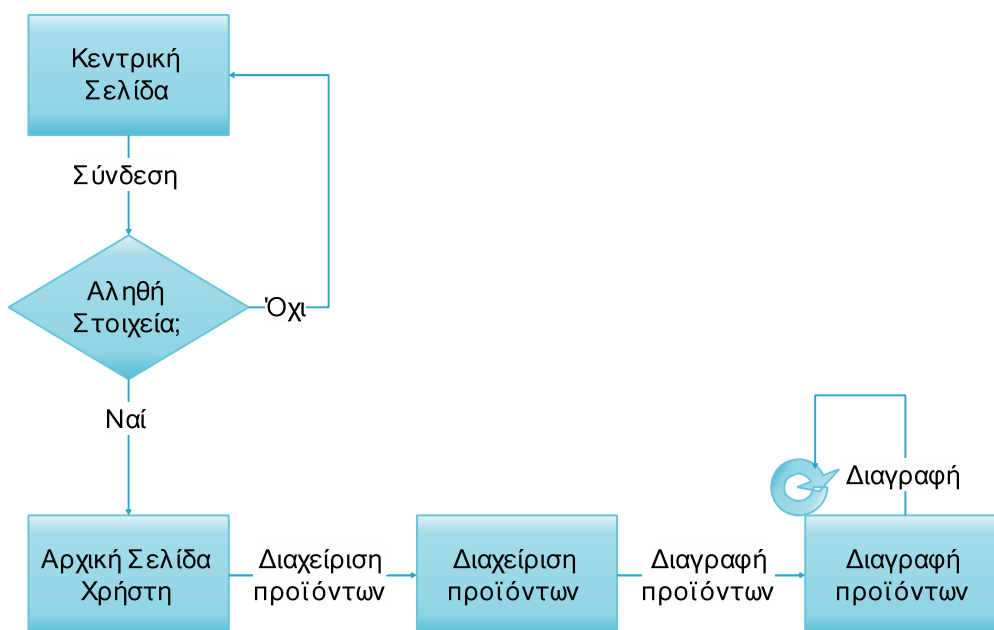 Κεντρική
Σελίδα
Σύνδεση
Αληθή
Στοιχεία;
Όχι
Ναί
Διαγραφή
Αρχική Σελίδα
Χρήστη
Διαχείριση
προϊόντων
Διαχείριση
προϊόντων
Διαγραφή
προϊόντων
Διαγραφή
προϊόντων